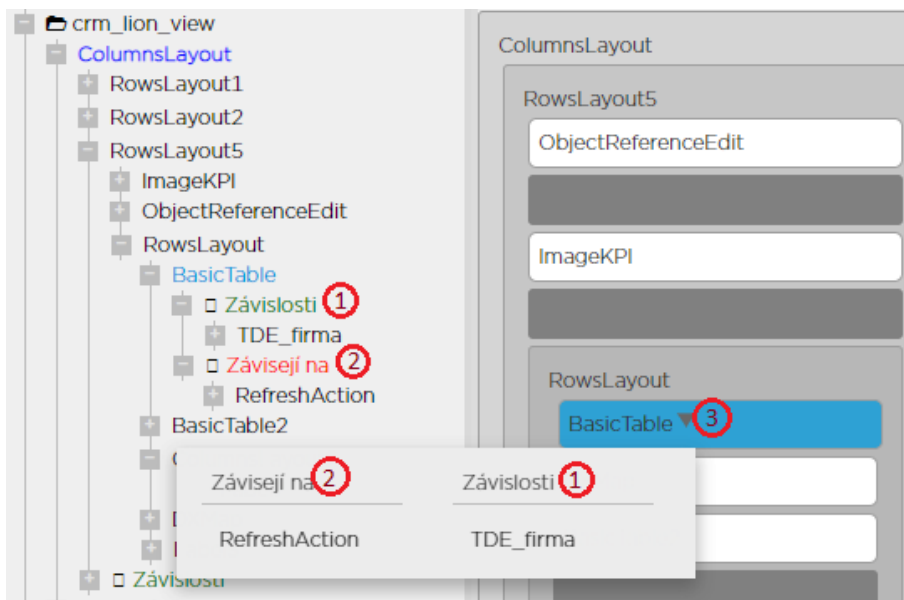 crm_lion_view
ColumnsLayout
RowsLayout1
RowsLayout2
RowsLayout5
ImageKPI
ObjectReferenceEdit
RowsLayout
BasicTable
Závislosti 1
TDE_firma
Závisejí na 2
RefreshAction
BasicTable2
Závislosti
ColumnsLayout
RowsLayout5
ObjectReferenceEdit
ImageKPI
RowsLayout
BasicTable 3
Závisejí na 2
Závislosti 1
RefreshAction
TDE_firma